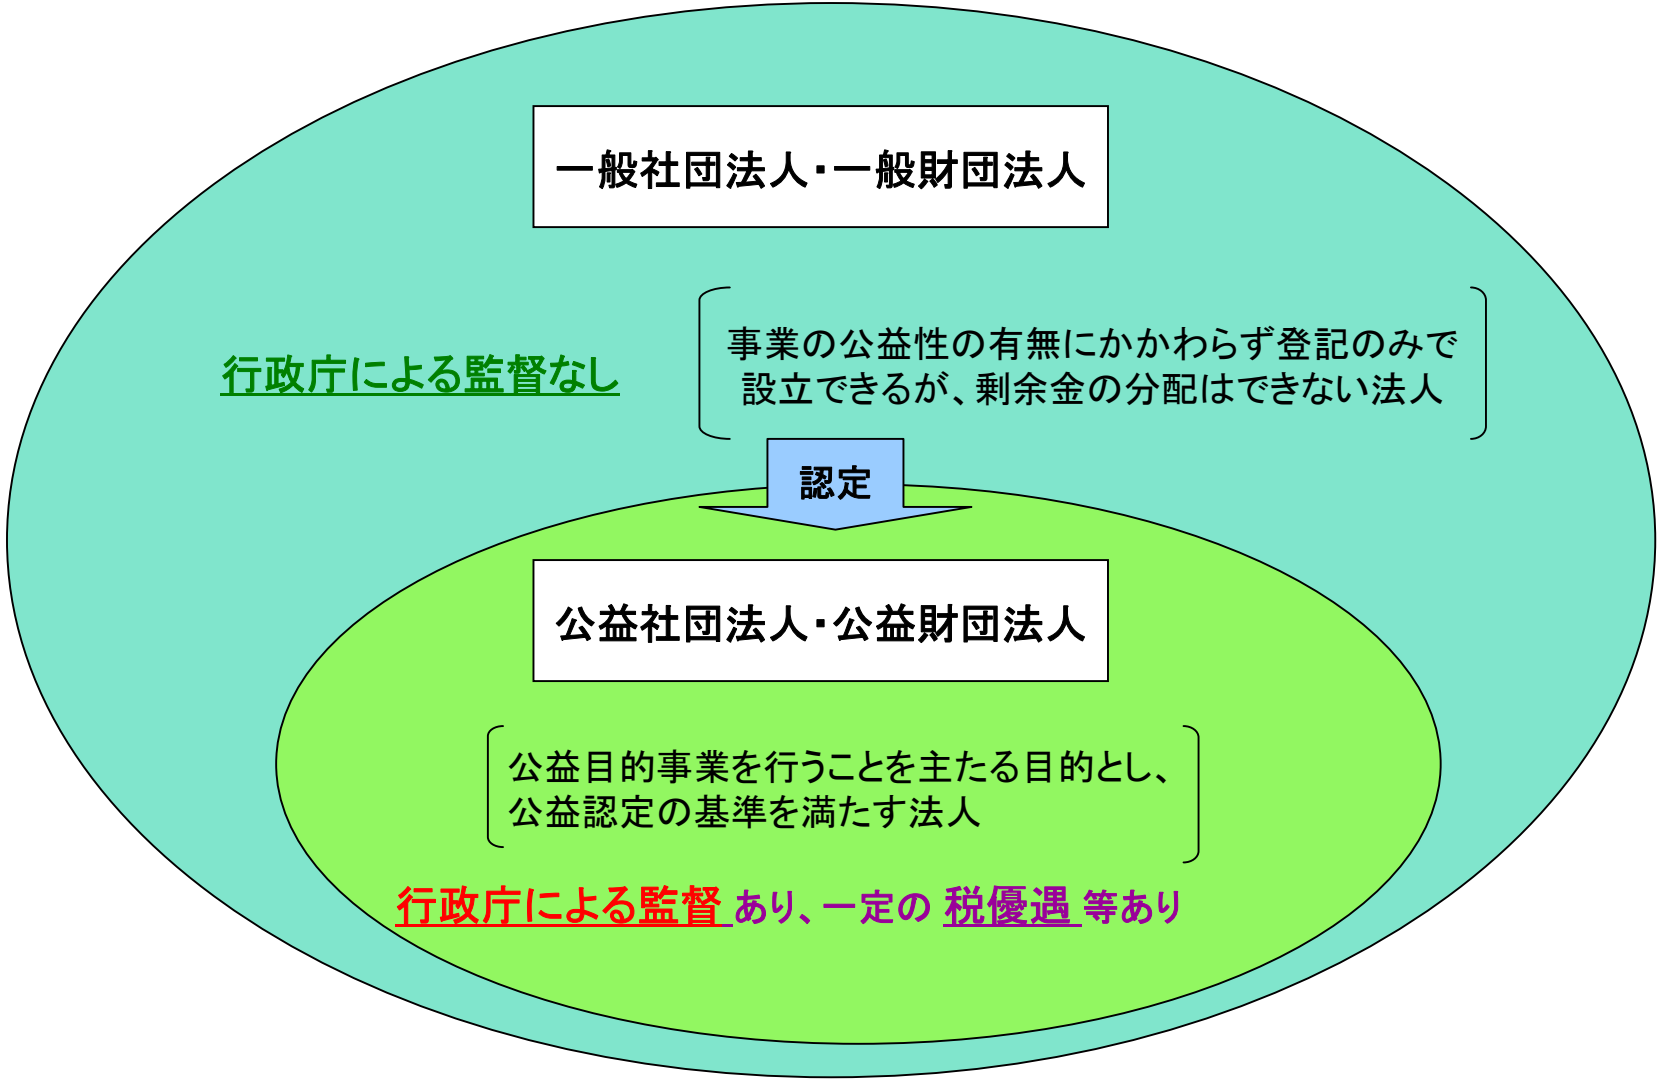 一般社団法人・一般財団法人
行政庁による監督なし
事業の公益性の有無にかかわらず登記のみで
設立できるが、剰余金の分配はできない法人
認定
公益社団法人・公益財団法人
公益目的事業を行うことを主たる目的とし、
公益認定の基準を満たす法人
行政庁による監督 あり、一定の 税優遇 等あり